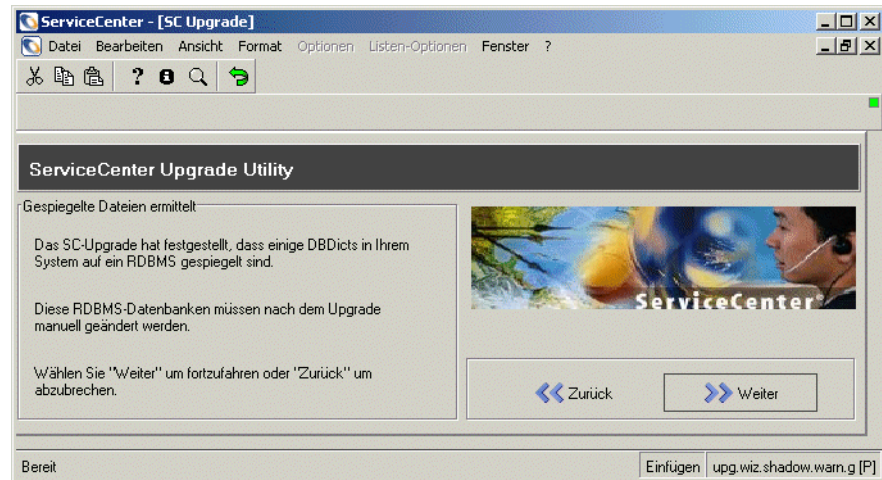 ServiceCenter - [SC Upgrade]
Datei Bearbeiten Ansicht Format Optionen Listen-Optionen Fenster ?
ServiceCenter Upgrade Utility
Gespiegelte Dateien ermittelt
Das SC-Upgrade hat festgestellt, dass einige DBDicts in Ihrem
System auf ein RDBMS gespiegelt sind.
Diese RDBMS-Datenbanken müssen nach dem Upgrade
manuell geändert werden.
Wählen Sie "Weiter" um fortzufahren oder "Zurück" um
abzubrechen.
ServiceCenter
Zurück
Weiter
Bereit
Einfügen
upg.wiz.shadow.warn.g [P]